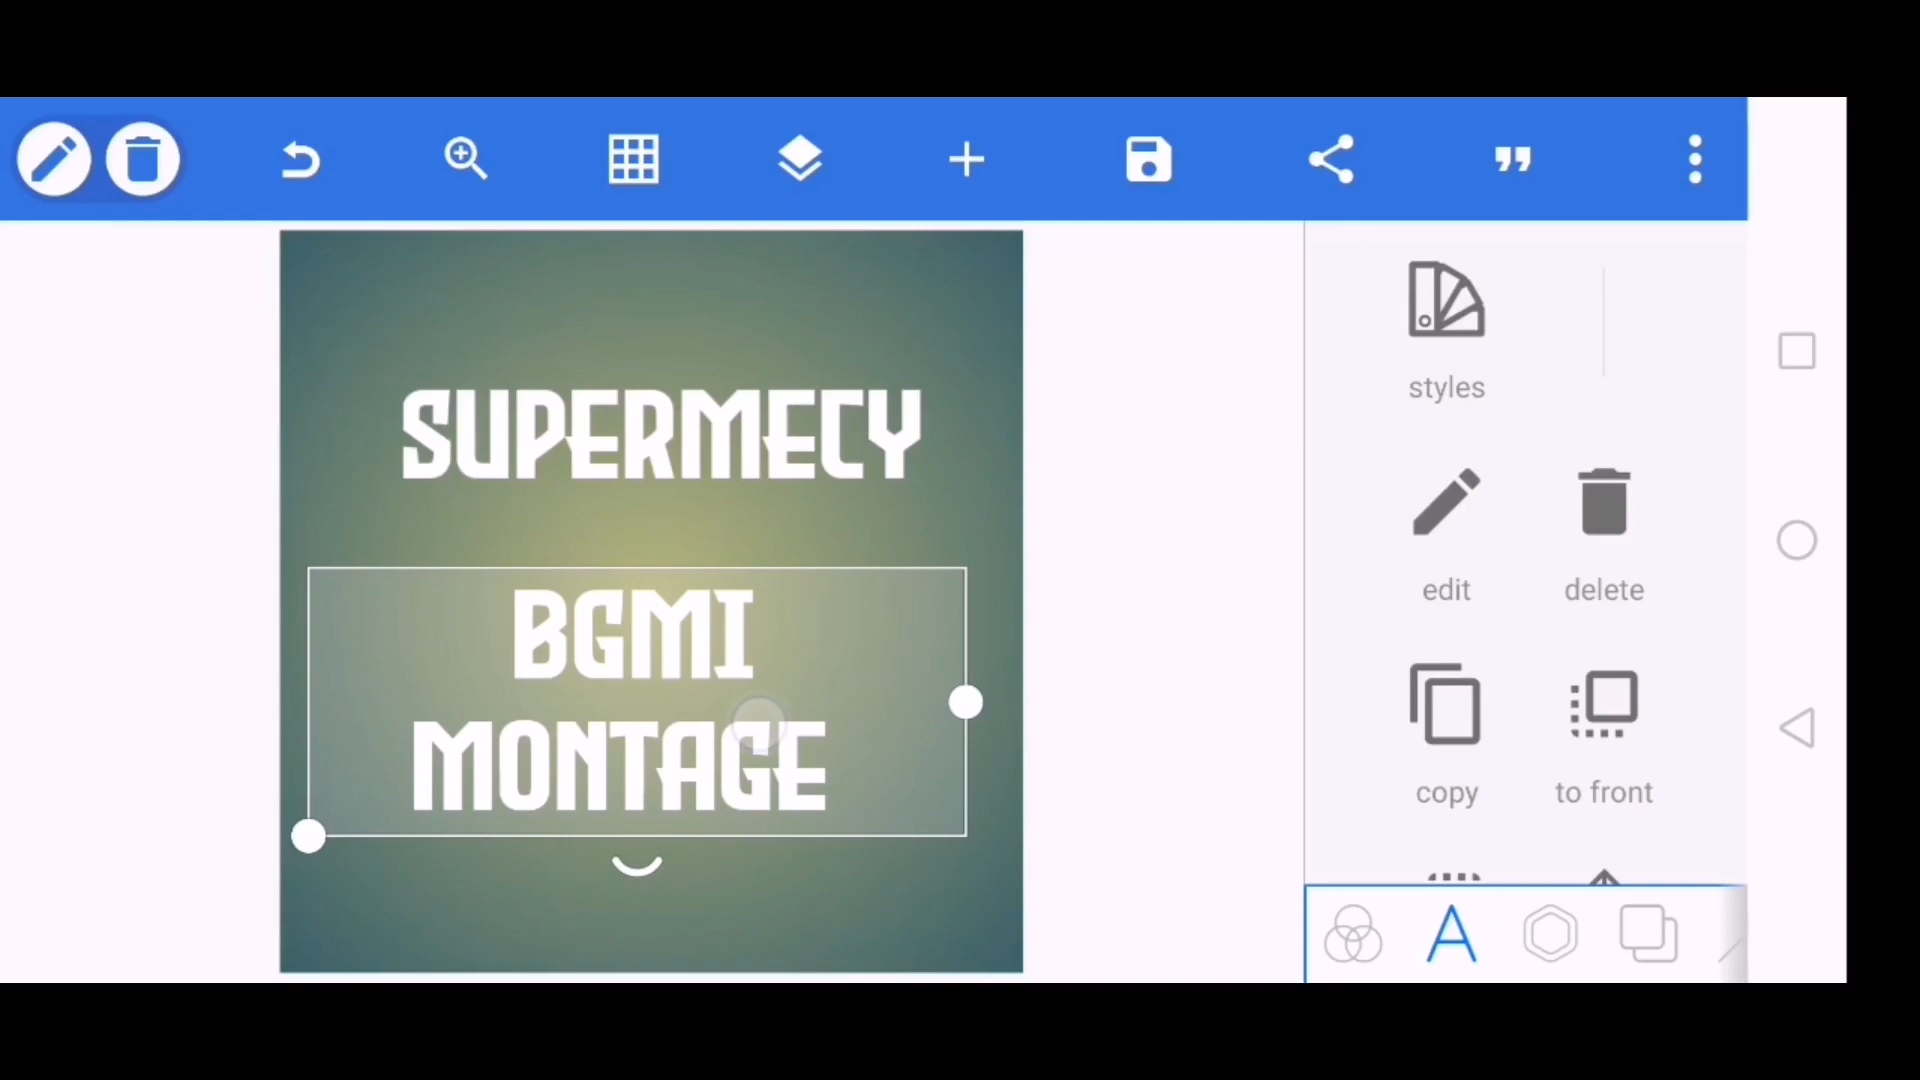 styles
SUPERMECY
edit
delete
BGMI
MONTAGE
copy
to front